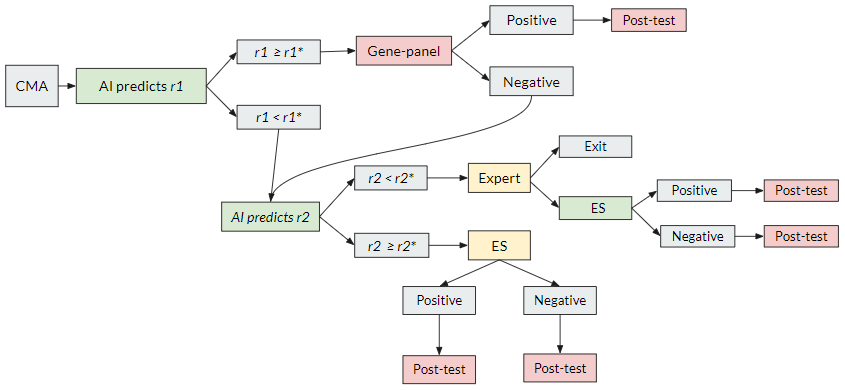 CMA
AI predicts r1
r1 ≥ r1*
r1 < r1*
Gene-panel
Positive
Post-test
Negative
AI predicts r2
r2 < r2*
r2 ≥ r2*
Expert
Exit
ES
Positive
Post-test
Negative
Post-test
ES
Positive
Negative
Post-test
Post-test